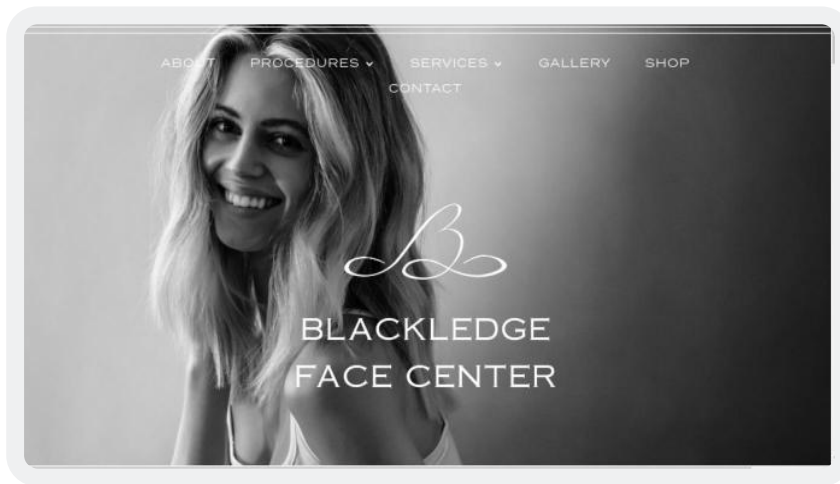 ABOUT PROCEDURES SERVICES GALLERY SHOP
CONTACT
BLACKLEDGE
FACE CENTER